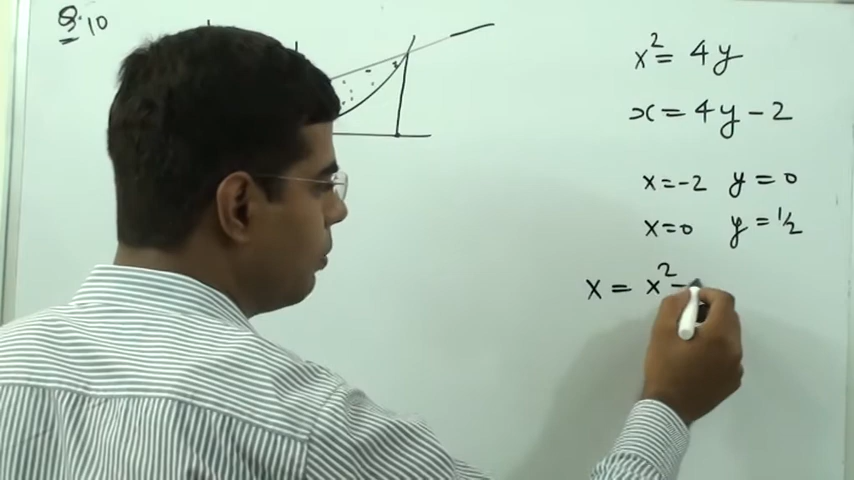 Q.10
x² = 4y
x = 4y - 2
x = -2 y = 0
x = 0 y = 1/2
x = x² -